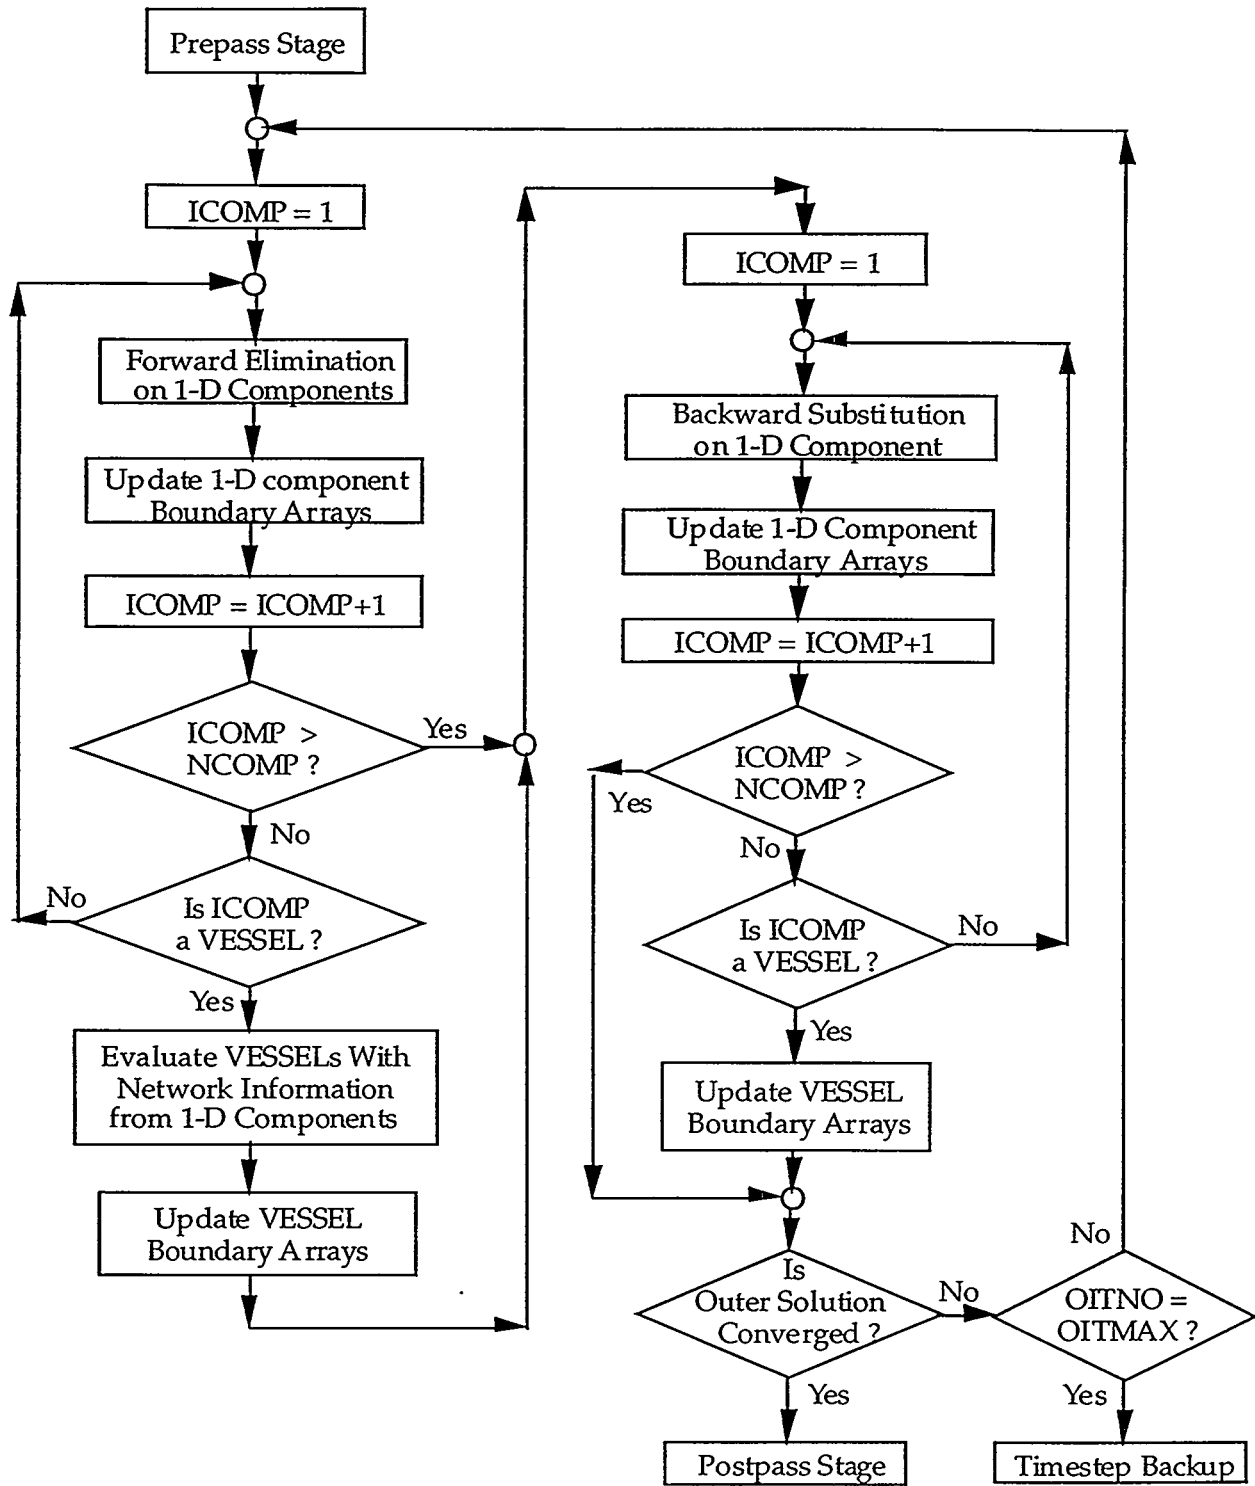 Prepass Stage
ICOMP = 1
Forward Elimination
on 1-D Components
Update 1-D component
Boundary Arrays
ICOMP = ICOMP+1
ICOMP >
NCOMP ?
Yes
No
Is ICOMP
a VESSEL ?
No
Yes
Evaluate VESSELs With
Network Information
from 1-D Components
Update VESSEL
Boundary Arrays
ICOMP = 1
Backward Substitution
on 1-D Component
Update 1-D Component
Boundary Arrays
ICOMP = ICOMP+1
ICOMP >
NCOMP ?
Yes
No
Is ICOMP
a VESSEL ?
No
Yes
Update VESSEL
Boundary Arrays
Is
Outer Solution
Converged ?
No
Yes
Postpass Stage
OITNO =
OITMAX ?
No
Yes
Timestep Backup